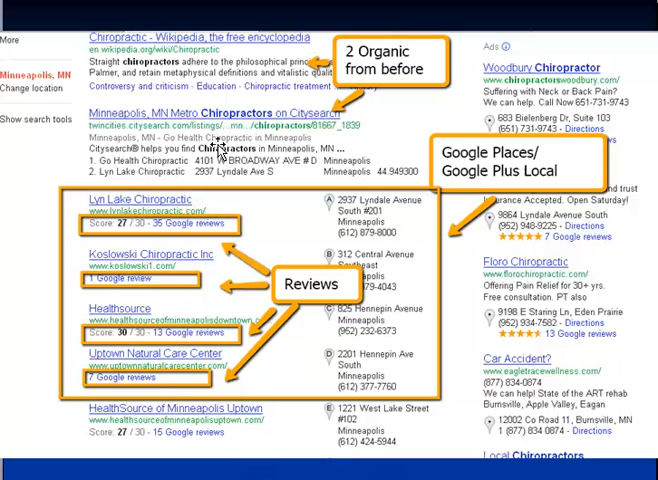 More
Minneapolis, MN
Change location
Show search tools
Chiropractic - Wikipedia, the free encyclopedia
en.wikipedia.org/wiki/Chiropractic
Straight chiropractors adhere to the philosophical princ
Palmer, and retain metaphysical definitions and vitalistic qualit
Controversy and criticism - Education - Chiropractic treatment
Minneapolis, MN Metro Chiropractors on Citysearch
twincities.citysearch.com/listings/...mn.../chiropractors/81667_1839
Minneapolis, MN - Go Health Chiropractic in Minneapolis
Citysearch® helps you find Chiropractors in Minneapolis, MN ...
1. Go Health Chiropractic 4101 W BROADWAY AVE # D Minneapolis
2. Lyn Lake Chiropractic 2937 Lyndale Ave S Minneapolis 44.949300
2 Organic
from before
Google Places/
Google Plus Local
Reviews
Lyn Lake Chiropractic
www.lynlakechiropractic.com/
Score: 27 / 30 - 35 Google reviews
A 2937 Lyndale Avenue
South #201
Minneapolis
(612) 879-8000
Koslowski Chiropractic Inc
www.koslowski1.com/
1 Google review
B 312 Central Avenue
Southeast
379-4043
Healthsource
www.healthsourceofminneapolisdowntown.c
Score: 30 / 30 - 13 Google reviews
C 825 Hennepin Avenue
Minneapolis
(952) 232-6373
Uptown Natural Care Center
www.uptownnaturalcarecenter.com/
7 Google reviews
D 2201 Hennepin Ave
South
Minneapolis
(612) 377-7760
HealthSource of Minneapolis Uptown
www.healthsourceofminneapolisuptown.com/
Score: 27 / 30 - 15 Google reviews
E 1221 West Lake Street
#102
Minneapolis
(612) 424-5944
Ads
Woodbury Chiropractor
www.chiropractorswoodbury.com/
Suffering with Neck or Back Pain?
We can help. Call Now 651-731-9743
683 Bielenberg Dr, Suite 103
(651) 731-9743 - Directions
trust
Insurance Accepted. Open Saturday!
9864 Lyndale Avenue South
(952) 948-9225 - Directions
7 Google reviews
Floro Chiropractic
www.florochiropractic.com/
Offering Pain Relief for 30+ yrs.
Free consultation. PT also
9198 E Staring Ln, Eden Prairie
(952) 934-7582 - Directions
13 Google reviews
Car Accident?
www.eagletracewellness.com/
(877) 834-0874
We can help! State of the ART rehab
Burnsville, Apple Valley, Eagan
12002 Co Road 11, Burnsville, MN
1 (877) 834 0874 - Directions
Local Chiropractors